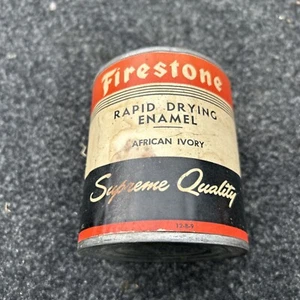 Firestone
RAPID DRYING
ENAMEL
AFRICAN IVORY
Supreme Quality